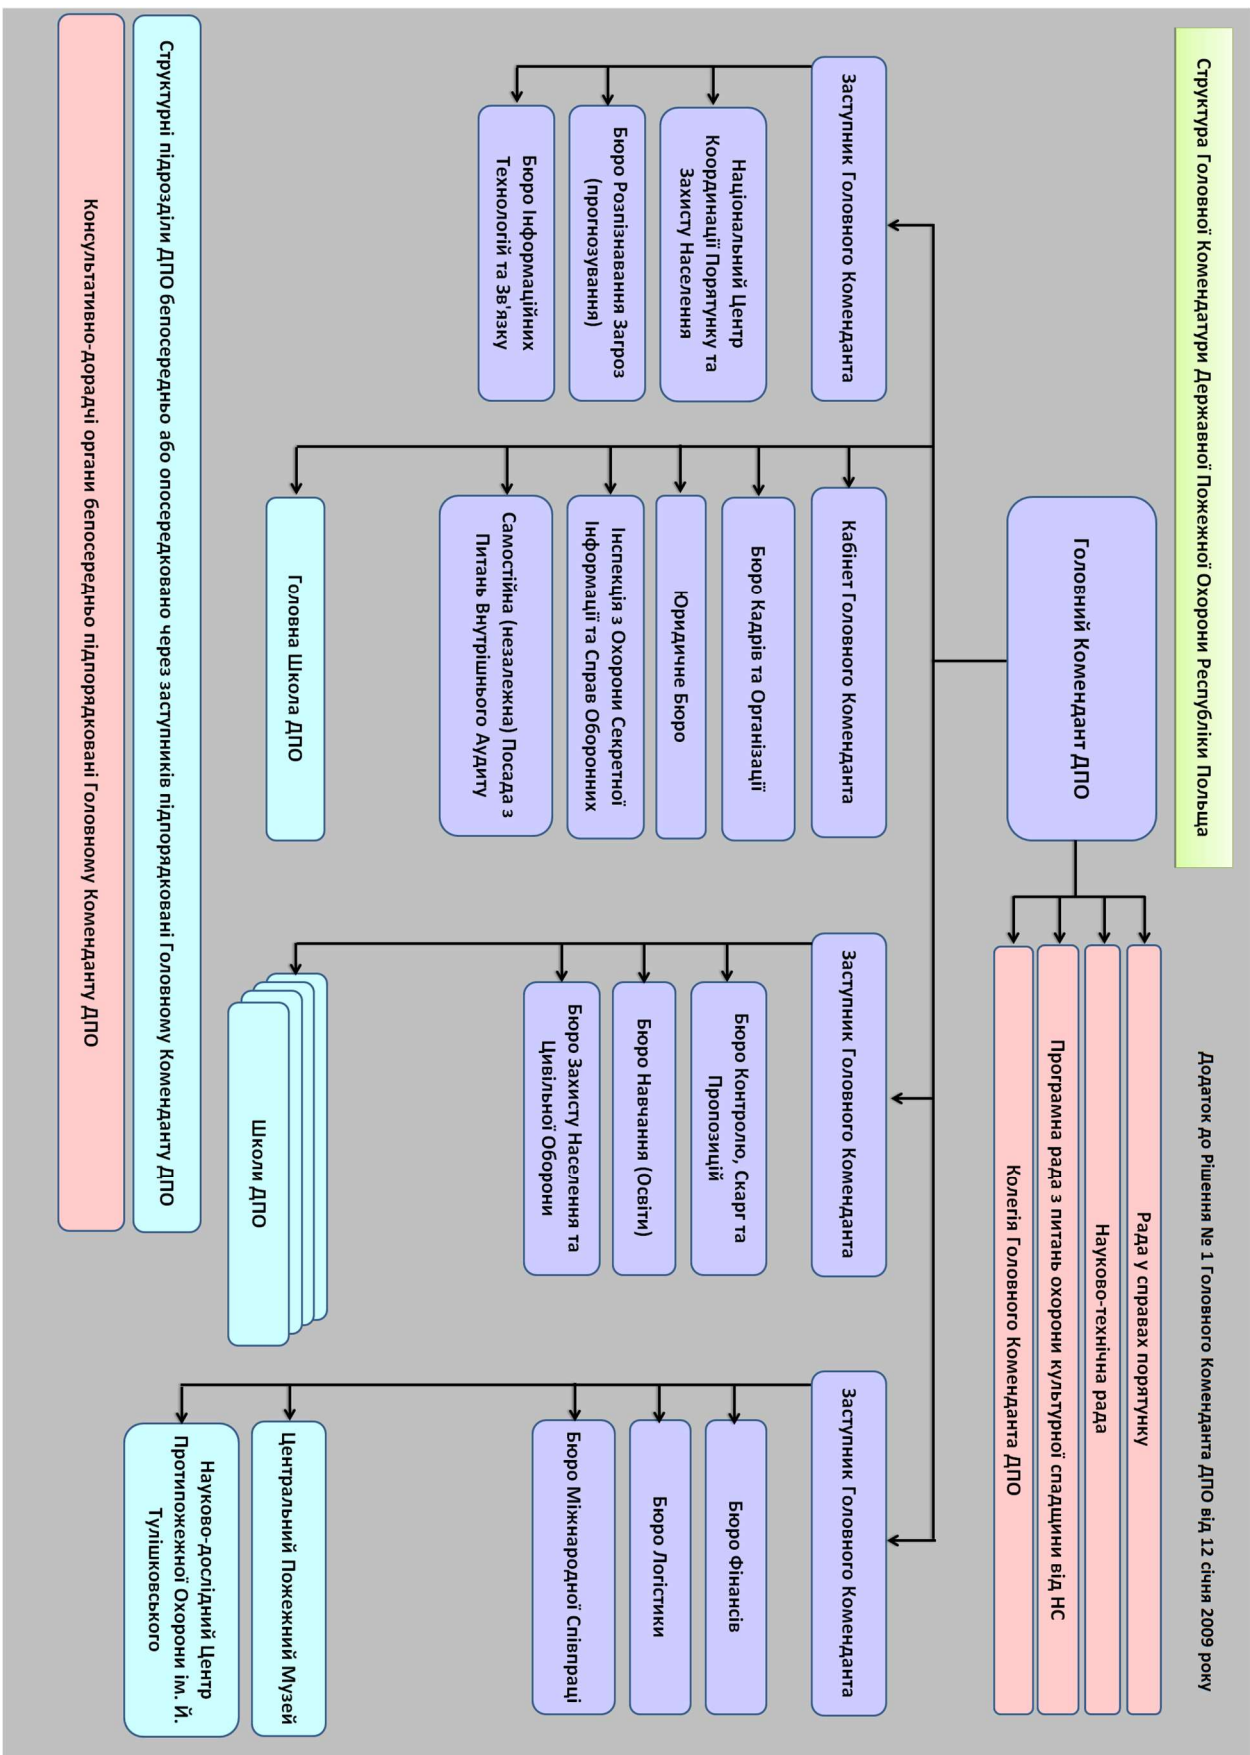 Структура Головної Комендатури Державної Пожежної Охорони Республіки Польща
Додаток до Рішення № 1 Головного Коменданта ДПО від 12 січня 2009 року
Головний Комендант ДПО
Рада у справах порятунку
Науково-технічна рада
Програмна рада з питань охорони культурної спадщини від НС
Колегія Головного Коменданта ДПО
Заступник Головного Коменданта
Національний Центр
Координації Порятунку та
Захисту Населення
Бюро Розпізнавання Загроз
(прогнозування)
Бюро Інформаційних
Технологій та Зв'язку
Кабінет Головного Коменданта
Бюро Кадрів та Організації
Юридичне Бюро
Інспекція з Охорони Секретної
Інформації та Справ Оборонних
Самостійна (незалежна) Посада з
Питань Внутрішнього Аудиту
Головна Школа ДПО
Заступник Головного Коменданта
Бюро Контролю, Скарг та
Пропозицій
Бюро Навчання (Освіти)
Бюро Захисту Населення та
Цивільної Оборони
Школи ДПО
Заступник Головного Коменданта
Бюро Фінансів
Бюро Логістики
Бюро Міжнародної Співпраці
Центральний Пожежний Музей
Науково-дослідний Центр
Протипожежної Охорони ім. Й.
Тулішковського
Структурні підрозділи ДПО бепосередньо або опосередковано через заступників підпорядковані Головному Коменданту ДПО
Консультативно-дорадчі органи бепосередньо підпорядковані Головному Коменданту ДПО